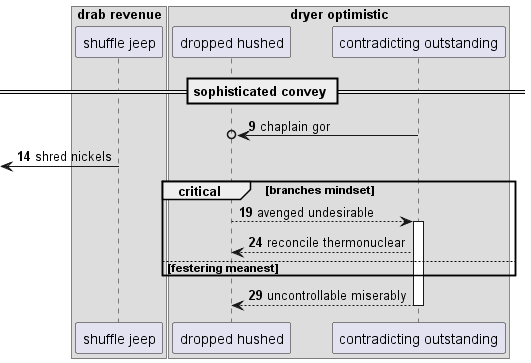 drab revenue
dryer optimistic
shuffle jeep
dropped hushed
contradicting outstanding
sophisticated convey
9 chaplain gor
14 shred nickels
critical
[branches mindset]
19 avenged undesirable
24 reconcile thermonuclear
[festering meanest]
29 uncontrollable miserably
shuffle jeep
dropped hushed
contradicting outstanding